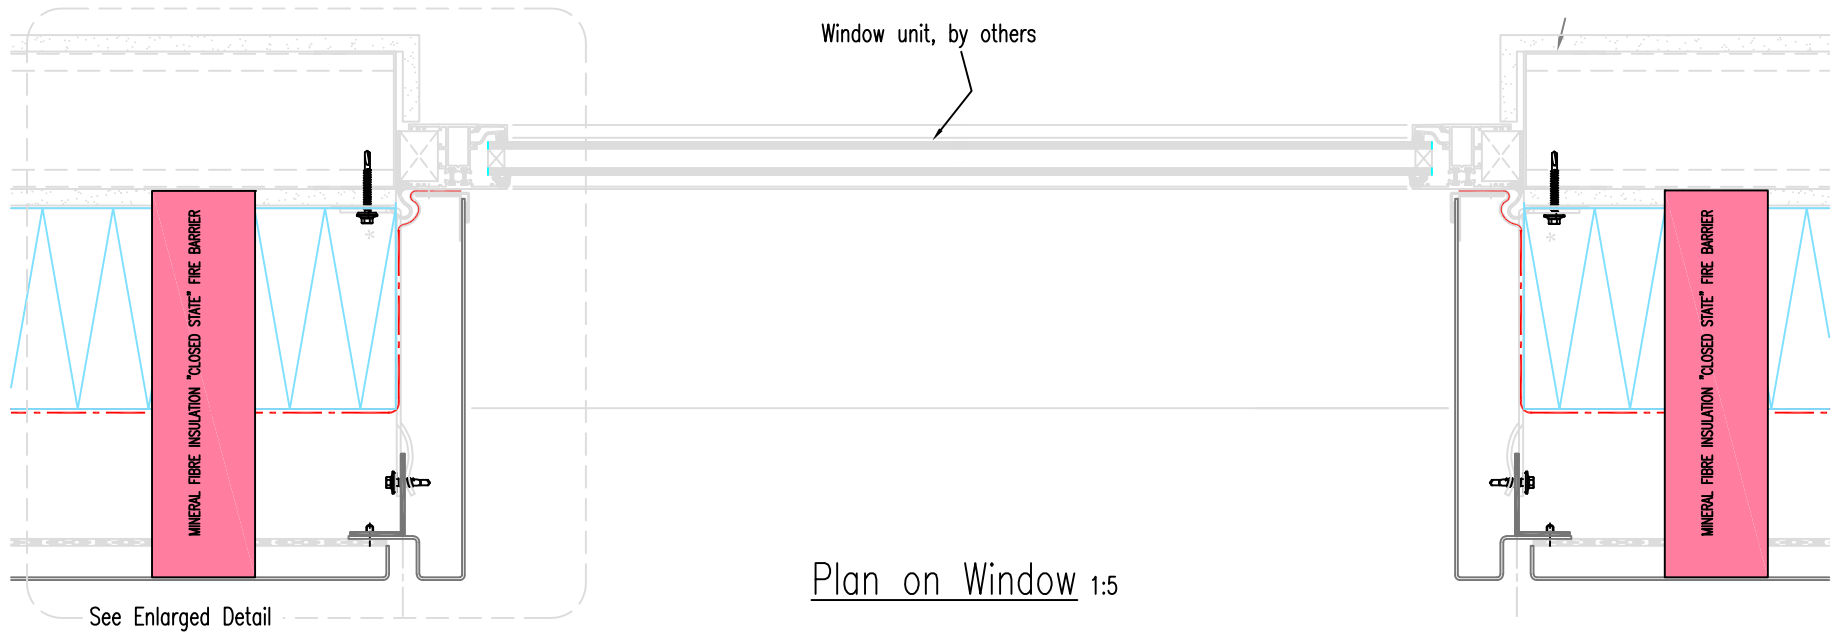 Window unit, by others
MINERAL FIBRE INSULATION "CLOSED STATE" FIRE BARRIER
MINERAL FIBRE INSULATION "CLOSED STATE" FIRE BARRIER
Plan on Window 1:5
See Enlarged Detail